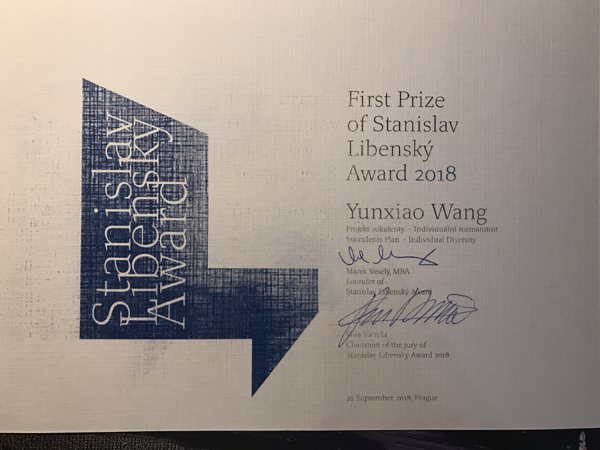 Stanislav
Libenský
Award
First Prize
of Stanislav
Libenský
Award 2018
Yunxiao Wang
Projekt sukulenty – Individuální rozmanitost
Succulents Plan – Individual Diversity
Marek Veselý, MBA
Founder of
Stanislav Libenský Award
Chairman of the jury of
Stanislav Libenský Award 2018
26 September, 2018, Prague